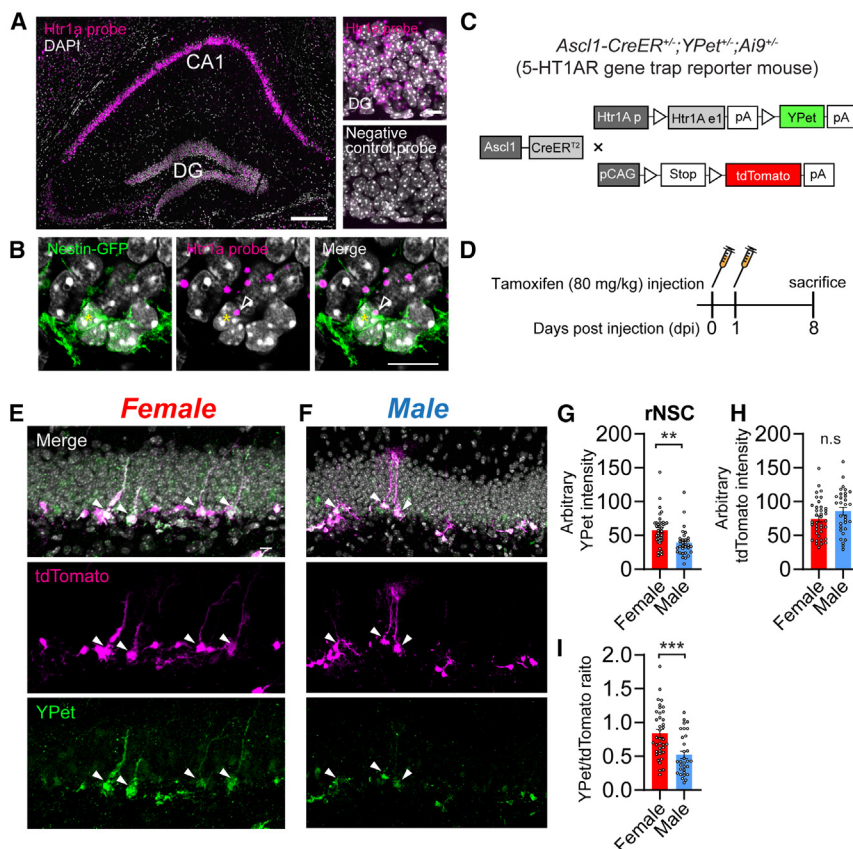 A
Htr1a probe
DAPI
CA1
DG
Htr1a probe
DG
Negative
control probe
B
Nestin-GFP
Htr1a probe
Merge
*
*
*
C
Ascl1-CreER+/-;YPet+/-;Ai9+/-
(5-HT1AR gene trap reporter mouse)
Htr1A p
Htr1A e1
pA
YPet
pA
Ascl1
CreERT2
×
pCAG
Stop
tdTomato
pA
D
Tamoxifen (80 mg/kg) injection
sacrifice
Days post injection (dpi)
0
1
8
E
Female
Merge
tdTomato
YPet
F
Male
G
rNSC
**
Arbitrary
YPet intensity
200
150
100
50
0
Female
Male
H
n.s
Arbitrary
tdTomato intensity
200
150
100
50
0
Female
Male
I
***
YPet/tdTomato raito
2.0
1.5
1.0
0.5
0.0
Female
Male